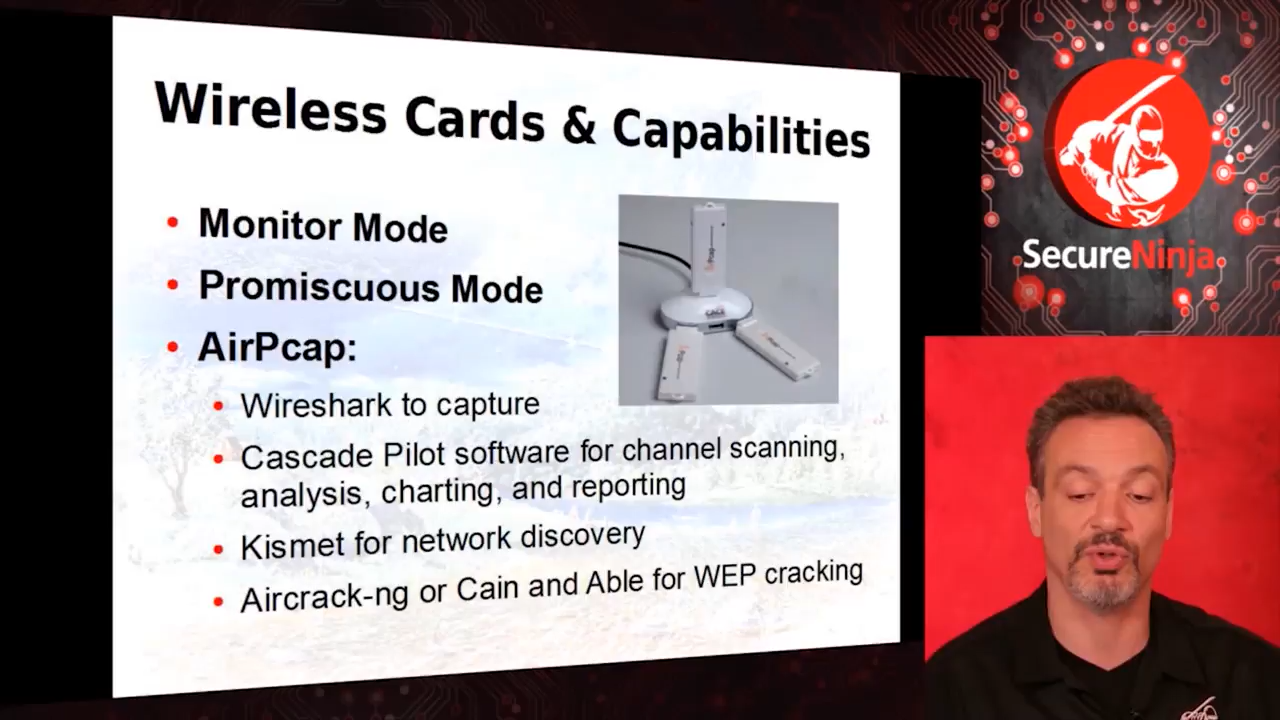 Wireless Cards & Capabilities
• Monitor Mode
• Promiscuous Mode
• AirPcap:
• Wireshark to capture
• Cascade Pilot software for channel scanning,
analysis, charting, and reporting
• Kismet for network discovery
• Aircrack-ng or Cain and Able for WEP cracking
SecureNinja